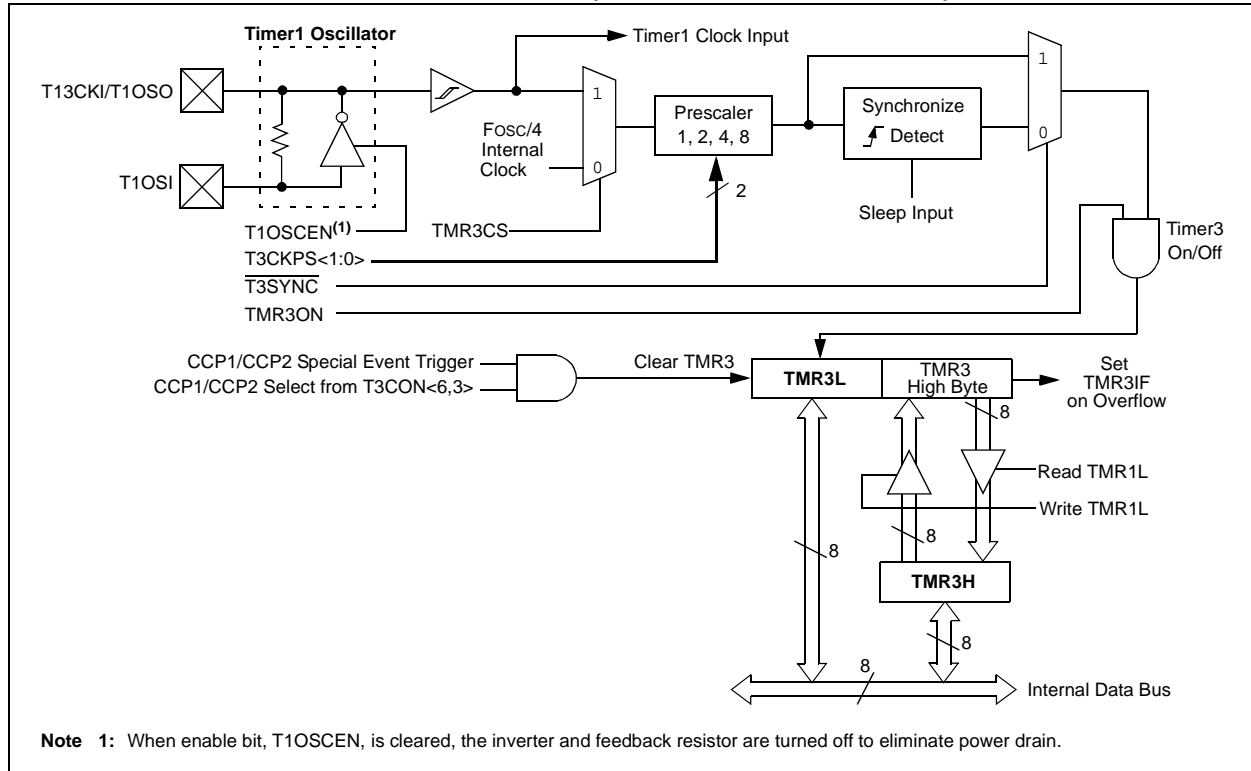 Timer1 Oscillator
Timer1 Clock Input
T13CKI/T1OSO
1
1
Prescaler
1, 2, 4, 8
Synchronize
Detect
FOSC/4
Internal
Clock
0
0
T1OSI
2
Sleep Input
T1OSCEN(1)
TMR3CS
Timer3
On/Off
T3CKPS<1:0>
T3SYNC
TMR3ON
CCP1/CCP2 Special Event Trigger
CCP1/CCP2 Select from T3CON<6,3>
Clear TMR3
TMR3L
TMR3
High Byte
Set
TMR3IF
on Overflow
8
Read TMR1L
Write TMR1L
8
8
TMR3H
8
8
Internal Data Bus
Note 1: When enable bit, T1OSCEN, is cleared, the inverter and feedback resistor are turned off to eliminate power drain.